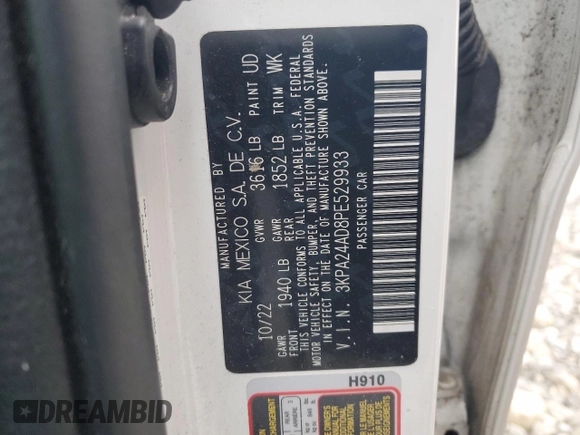 MANUFACTURED BY
KIA MEXICO S.A. DE C.V.
10/22 GVWR 3616 LB PAINT UD
GAWR FRONT 1940 LB GAWR REAR 1852 LB TRIM WK
THIS VEHICLE CONFORMS TO ALL APPLICABLE U.S.A. FEDERAL
MOTOR VEHICLE SAFETY, BUMPER, AND THEFT PREVENTION STANDARDS
IN EFFECT ON THE DATE OF MANUFACTURE SHOWN ABOVE.
V.I.N. 3KPA24AD8PE529933
PASSENGER CAR
H910
REAR
DREAMBID